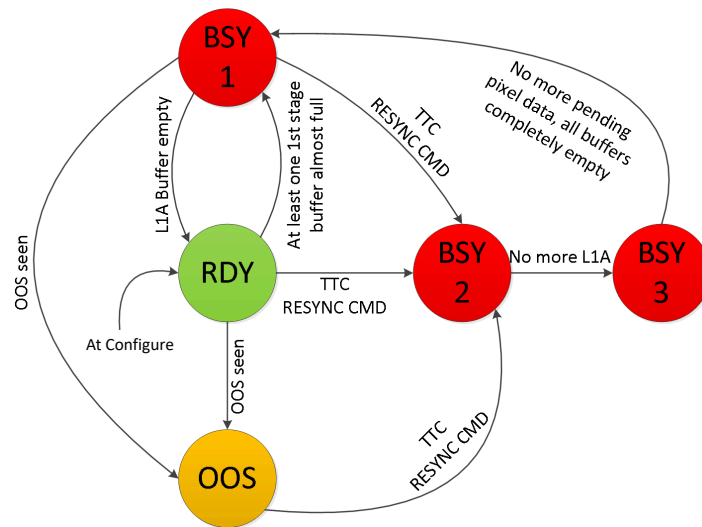 BSY
1
No more pending
pixel data, all buffers
completely empty
TTC
RESYNC CMD
L1A Buffer empty
At least one 1st stage
buffer almost full
OOS seen
RDY
TTC
RESYNC CMD
BSY
2
No more L1A
BSY
3
At Configure
OOS seen
OOS
TTC
RESYNC CMD